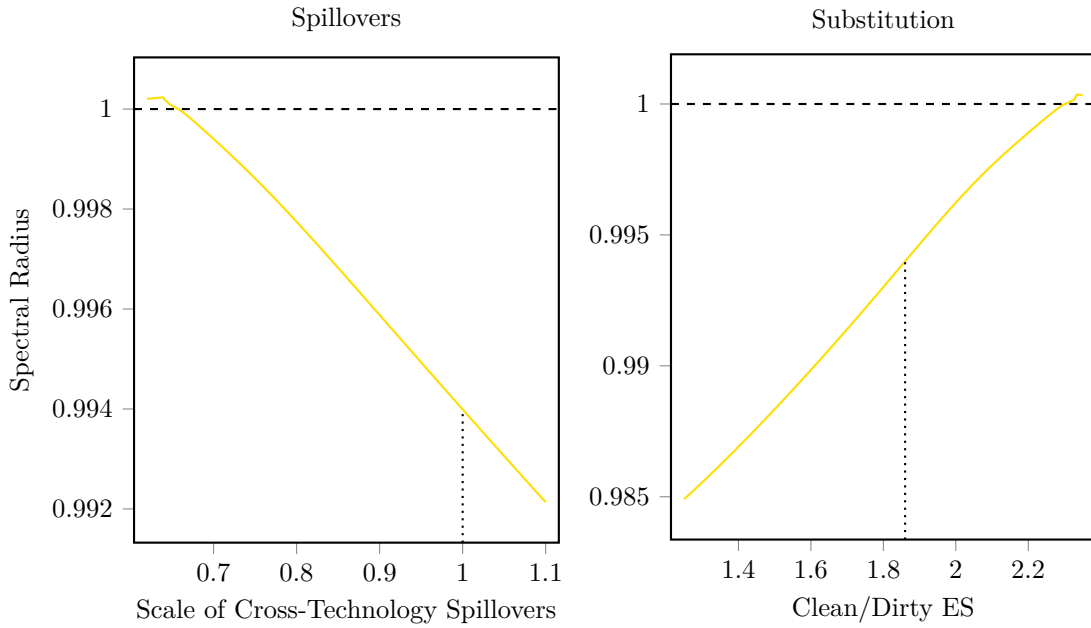 Spillovers
Spectral Radius
1
0.998
0.996
0.994
0.992
0.7 0.8 0.9 1 1.1
Scale of Cross-Technology Spillovers
Substitution
1
0.995
0.99
0.985
1.4 1.6 1.8 2 2.2
Clean/Dirty ES